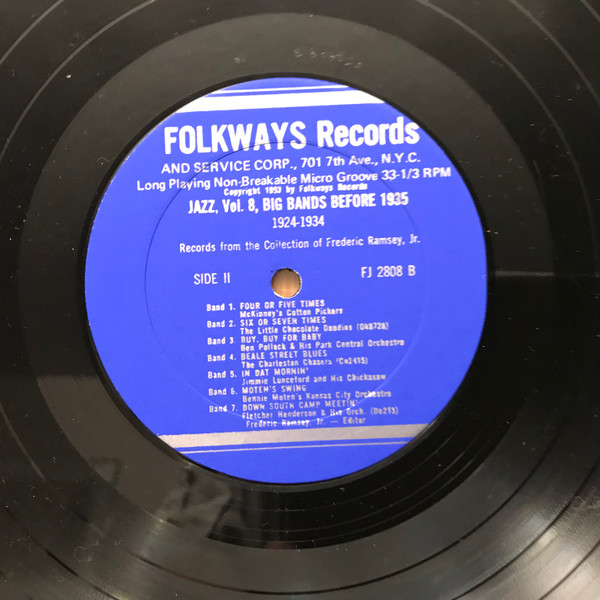 FOLKWAYS Records
AND SERVICE CORP., 701 7th Ave., N.Y.C.
Long Playing Non-Breakable Micro Groove 33-1/3 RPM
Copyright 1953 by Folkways Records
JAZZ, Vol. 8, BIG BANDS BEFORE 1935
1924-1934
Records from the Collection of Frederic Ramsey, Jr.
SIDE II FJ 2808 B
Band 1. FOUR OR FIVE TIMES
McKinney's Cotton Pickers
Band 2. SIX OR SEVEN TIMES
The Little Chocolate Dandies (Ok8728)
Band 3 BUY, BUY FOR BABY
Ben Pollack & His Park Central Orchestra
Band 4. BEALE STREET BLUES
The Charleston Chasers (Co2415)
Band 5. IN DAT MORNIN'
Jimmie Lunceford and His Chickasaw
Band 6. MOTEN'S SWING
Bennie Moten's Kansas City Orchestra
Band 7. DOWN SOUTH CAMP MEETIN'
Fletcher Henderson & His Orch. (De213)
Frederic Ramsey, Jr. — Editor